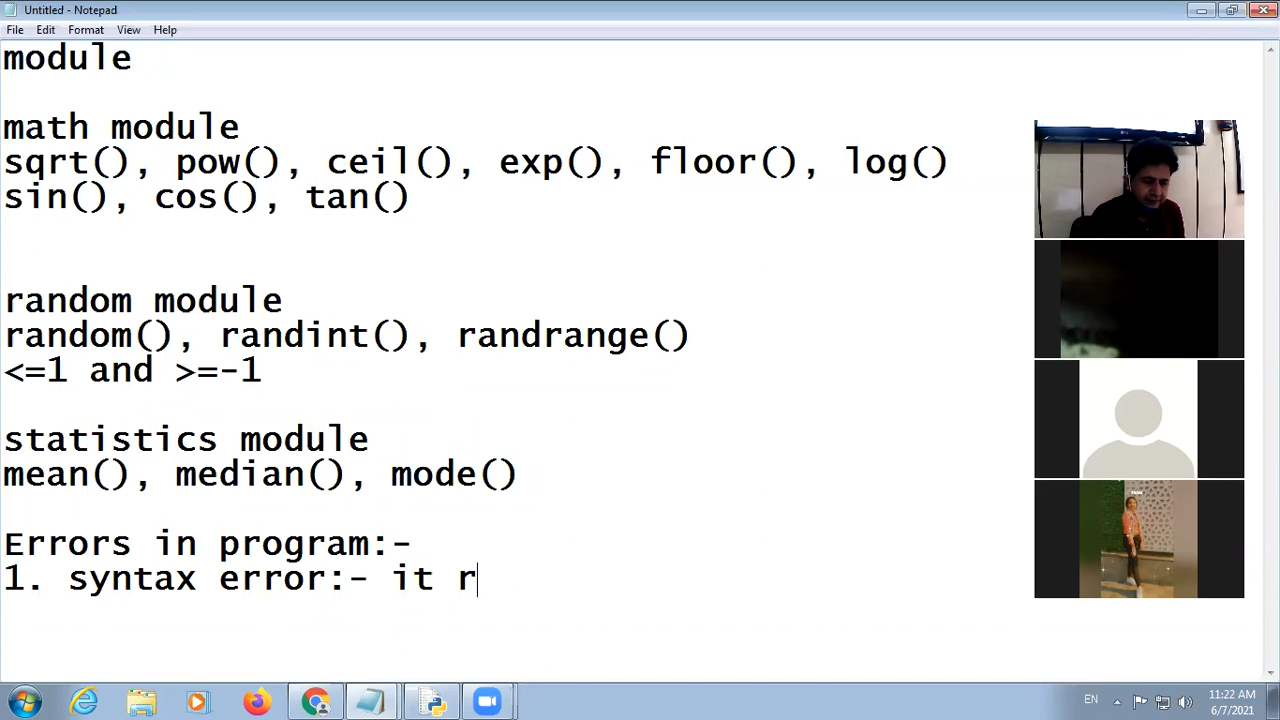 Untitled - Notepad
File Edit Format View Help
module
math module
sqrt(), pow(), ceil(), exp(), floor(), log()
sin(), cos(), tan()
random module
random(), randint(), randrange()
<=1 and >=-1
statistics module
mean(), median(), mode()
Errors in program:-
1. syntax error:- it r
EN
11:22 AM
6/7/2021